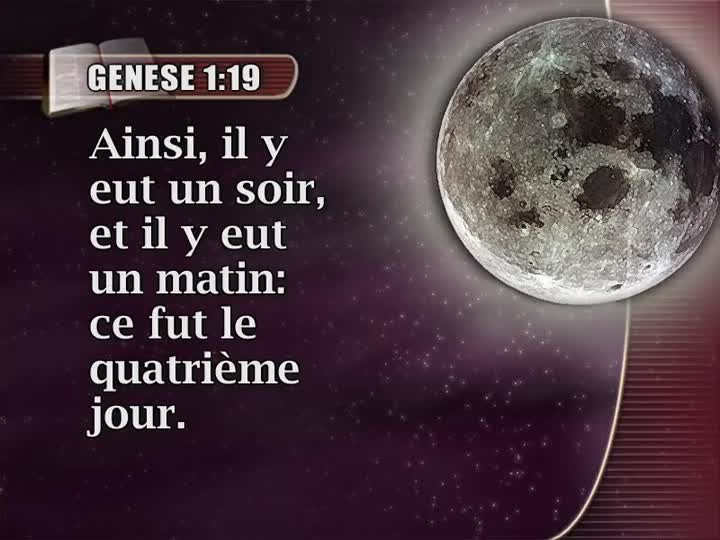 GENESE 1:19
Ainsi, il y
eut un soir,
et il y eut
un matin:
ce fut le
quatrième
jour.